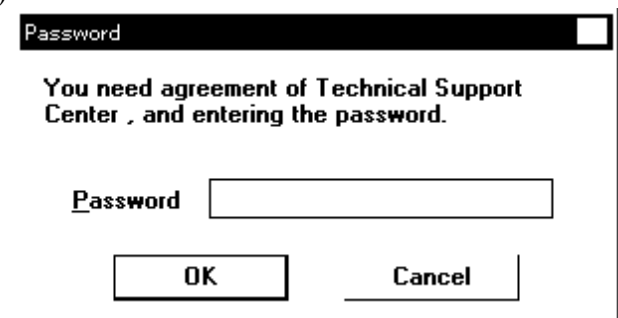 Password
You need agreement of Technical Support
Center , and entering the password.
Password
OK Cancel